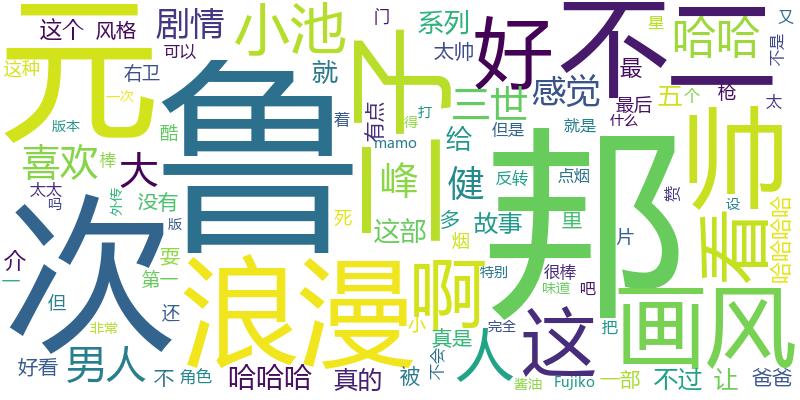 元
这个
风格
剧情
小池
子
好
不
二
门
系列
太帅
哈哈
星
又
不是
这种
可以
右卫
就
最
感觉
三世
最后
五
个
枪
太
一次
版本
酷
着
有点
打
得
但是
就是
什么
mamo
给
鲁
邦
帅
喜欢
棒
大
三
峰
健
反转
点烟
赞
太太
吗
外传
没有
这部
多
故事
里
设
看
哈哈哈哈
次
版
死
烟
片
介
一
耍
第一
浪漫
啊
特别
很棒
味道
吧
画风
但
还
非常
小
真是
完全
把
人
这
好看
男人
不
角色
哈哈哈
真的
被
不会
酱油
Fujiko
一部
不过
让
爸爸